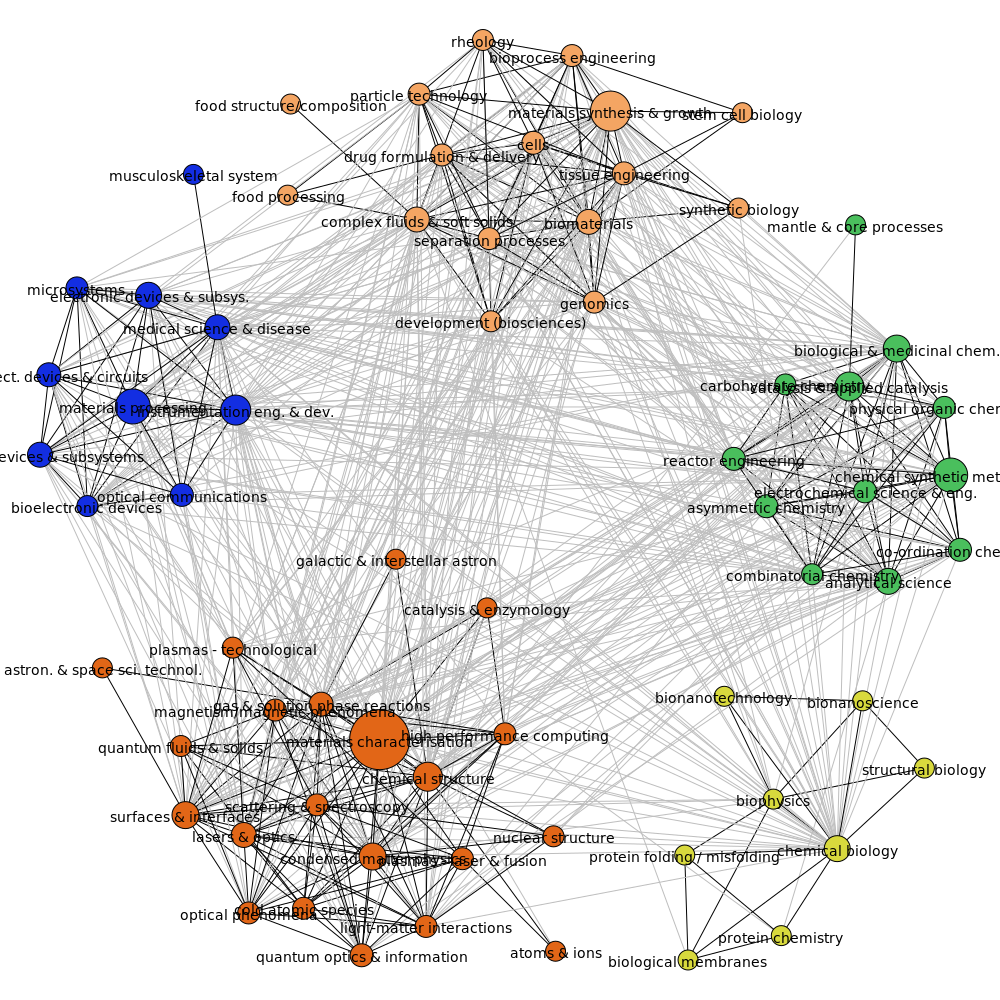 rheology
bioprocess engineering
particle technology
food structure/composition
materials synthesis & growth
stem cell biology
cells
drug formulation & delivery
musculoskeletal system
tissue engineering
food processing
synthetic biology
complex fluids & soft solids
biomaterials
mantle & core processes
separation processes
microsystems
electronic devices & subsys.
genomics
development (biosciences)
medical science & disease
biological & medicinal chem.
ect. devices & circuits
carbohydrate chemistry
catalysis & applied catalysis
materials processing
instrumentation eng. & dev.
physical organic cher
evices & subsystems
reactor engineering
chemical synthetic met
optical communications
electrochemical science & eng.
bioelectronic devices
asymmetric chemistry
co-ordination che
galactic & interstellar astron
combinatorial chemistry
analytical science
catalysis & enzymology
plasmas - technological
astron. & space sci. technol.
bionanotechnology
bionanoscience
gas & solution phase reactions
magnetism/magnetic phenomena
high performance computing
materials characterisation
quantum fluids & solids
structural biology
chemical structure
biophysics
scattering & spectroscopy
surfaces & interfaces
lasers & optics
nuclear structure
chemical biology
condensed matter physics
plasmas - laser & fusion
protein folding / misfolding
cold atomic species
optical phenomena
light-matter interactions
protein chemistry
quantum optics & information
atoms & ions
biological membranes